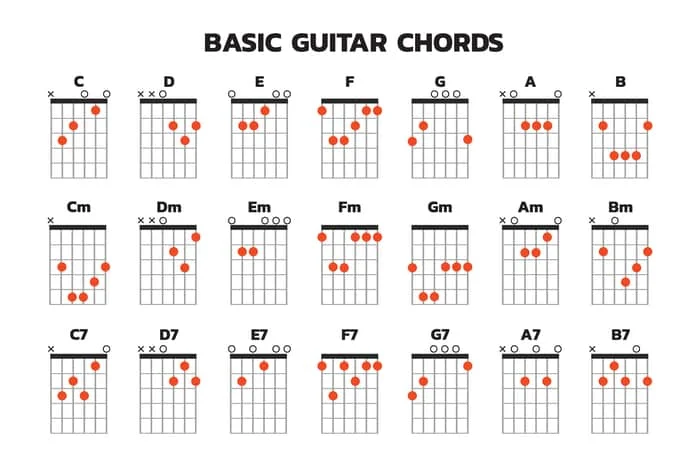 BASIC GUITAR CHORDS
C D E F G A B
Cm Dm Em Fm Gm Am Bm
C7 D7 E7 F7 G7 A7 B7